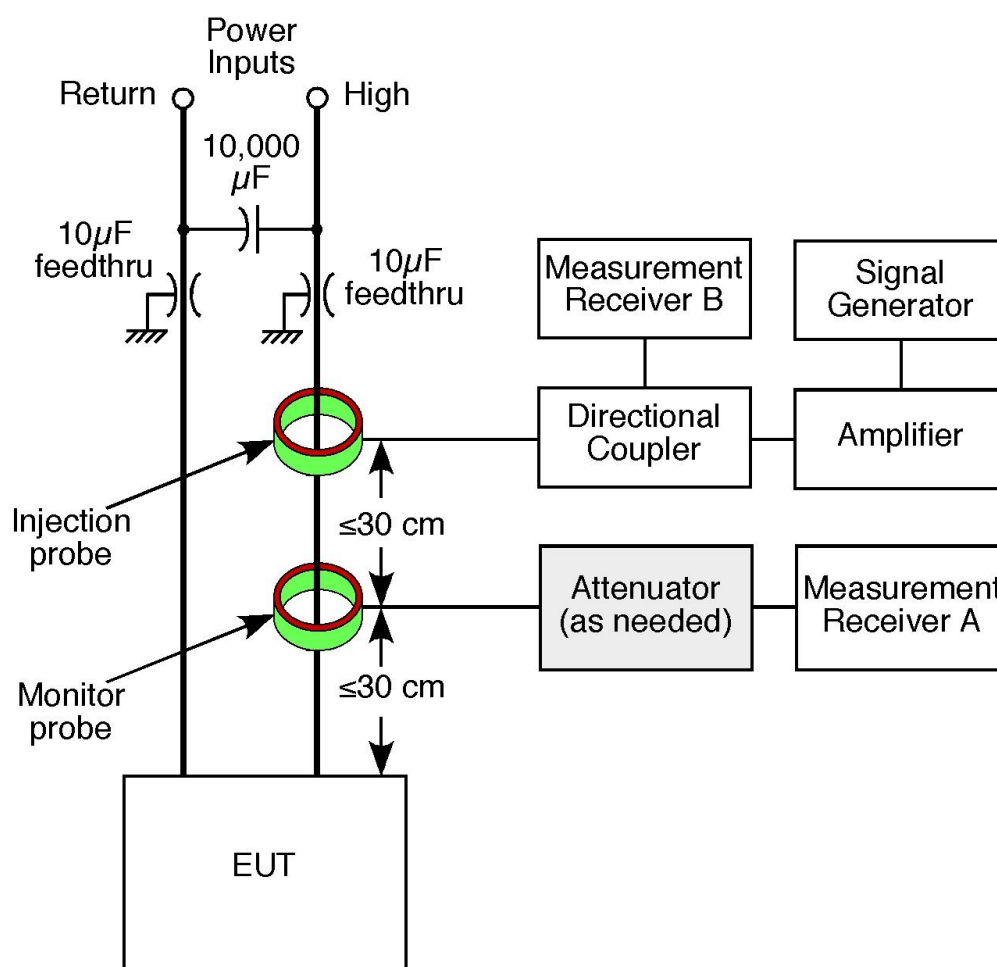 Power
Inputs
Return
High
10,000
µF
10µF
feedthru
10µF
feedthru
Measurement
Receiver B
Signal
Generator
Directional
Coupler
Amplifier
Injection
probe
≤30 cm
Attenuator
(as needed)
Measurement
Receiver A
Monitor
probe
≤30 cm
EUT